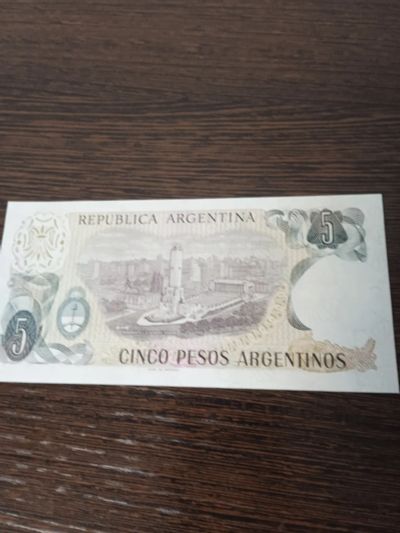 REPUBLICA ARGENTINA
5
5
CINCO PESOS ARGENTINOS